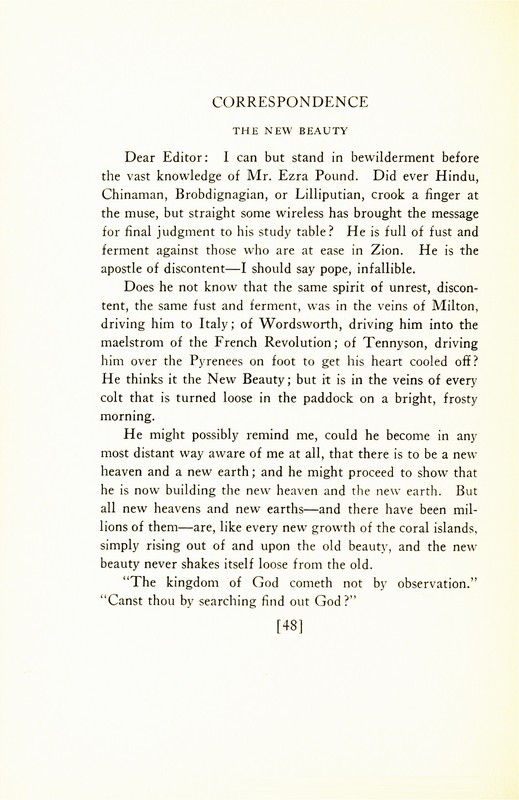 CORRESPONDENCE
THE NEW BEAUTY
Dear Editor: I can but stand in bewilderment before
the vast knowledge of Mr. Ezra Pound. Did ever Hindu,
Chinaman, Brobdignagian, or Lilliputian, crook a finger at
the muse, but straight some wireless has brought the message
for final judgment to his study table? He is full of fust and
ferment against those who are at ease in Zion. He is the
apostle of discontent—I should say pope, infallible.
Does he not know that the same spirit of unrest, discon-
tent, the same fust and ferment, was in the veins of Milton,
driving him to Italy; of Wordsworth, driving him into the
maelstrom of the French Revolution; of Tennyson, driving
him over the Pyrenees on foot to get his heart cooled off?
He thinks it the New Beauty; but it is in the veins of every
colt that is turned loose in the paddock on a bright, frosty
morning.
He might possibly remind me, could he become in any
most distant way aware of me at all, that there is to be a new
heaven and a new earth; and he might proceed to show that
he is now building the new heaven and the new earth. But
all new heavens and new earths—and there have been mil-
lions of them—are, like every new growth of the coral islands,
simply rising out of and upon the old beauty, and the new
beauty never shakes itself loose from the old.
"The kingdom of God cometh not by observation."
"Canst thou by searching find out God?"
[48]